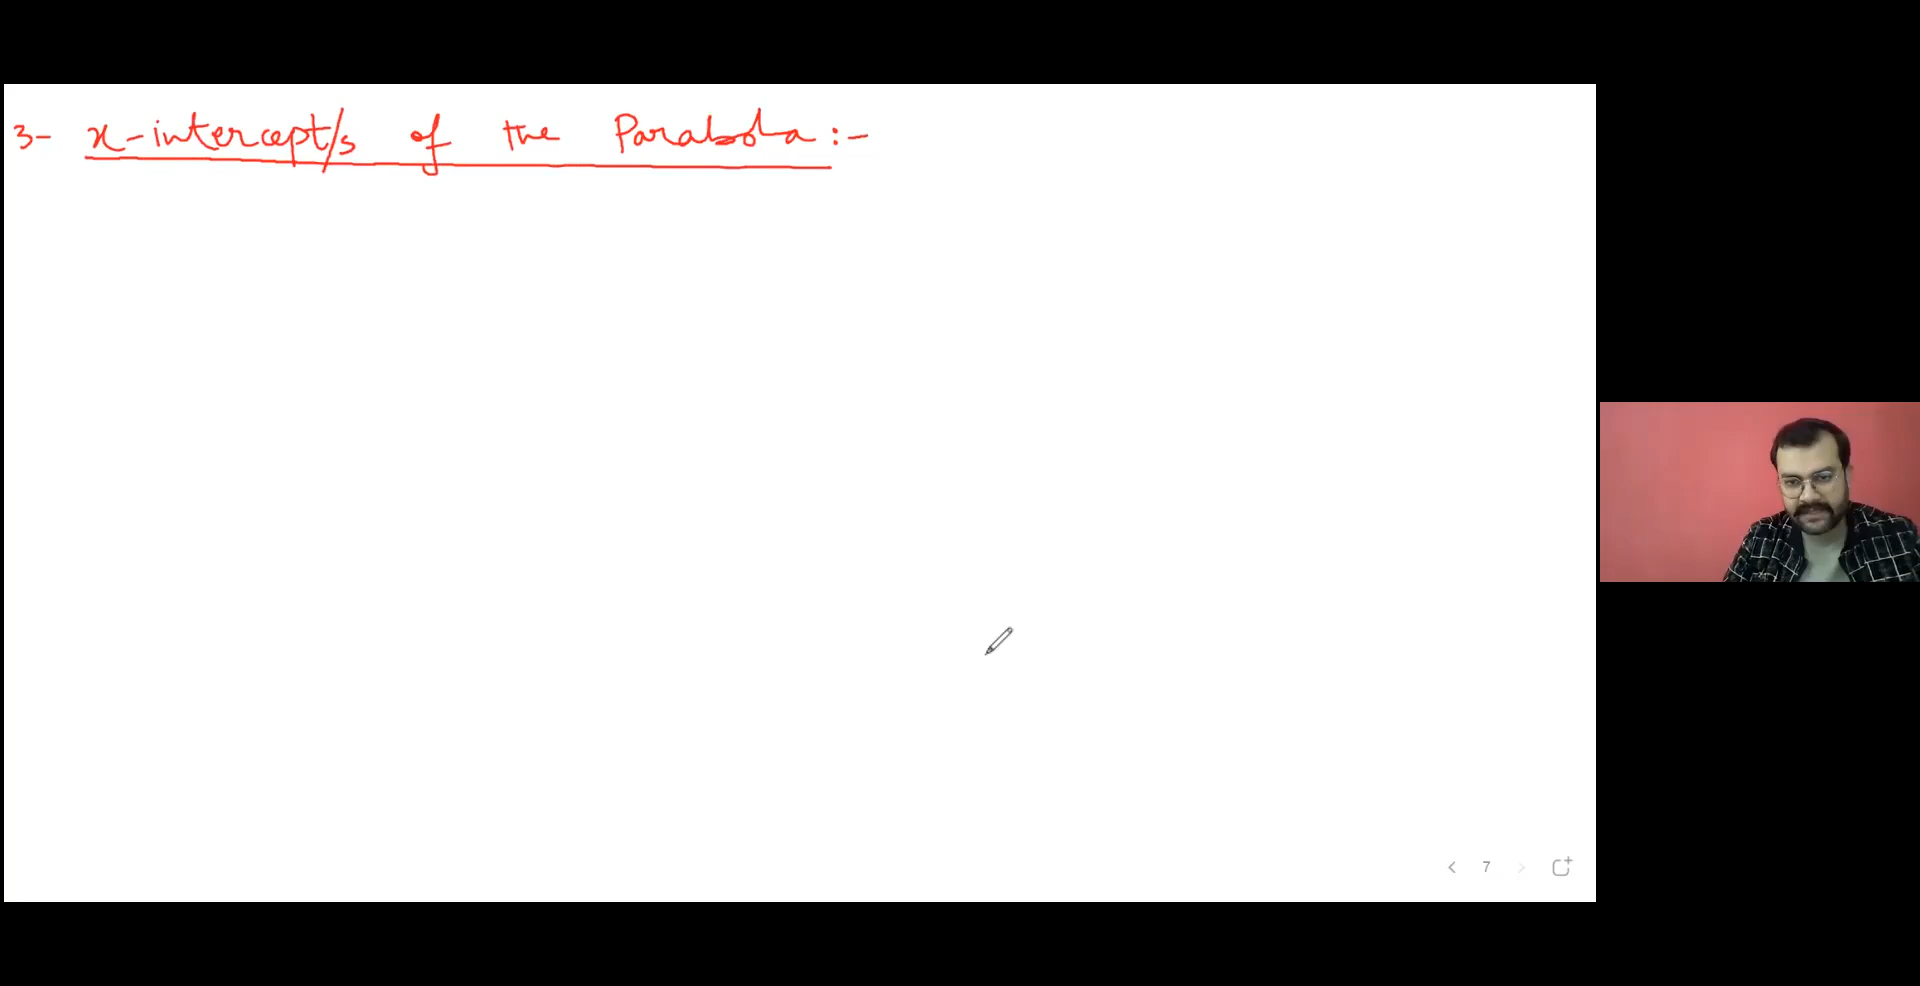 3- x-intercept/s of the Parabola :-
7